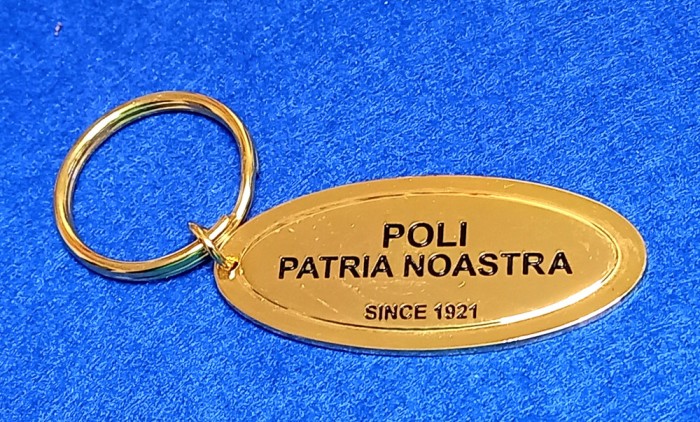 POLI
PATRIA NOASTRA
SINCE 1921